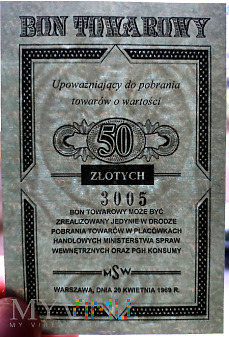 BON TOWAROWY
Upoważniający do pobrania
towarów o wartości
50
ZŁOTYCH
3005
BON TOWAROWY MOŻE BYĆ
ZREALIZOWANY JEDYNIE W DRODZE
POBRANIA TOWARÓW W PLACÓWKACH
HANDLOWYCH MINISTERSTWA SPRAW
WEWNĘTRZNYCH ORAZ PGH KONSUMY
MSW
WARSZAWA, DNIA 26 KWIETNIA 1969 R.